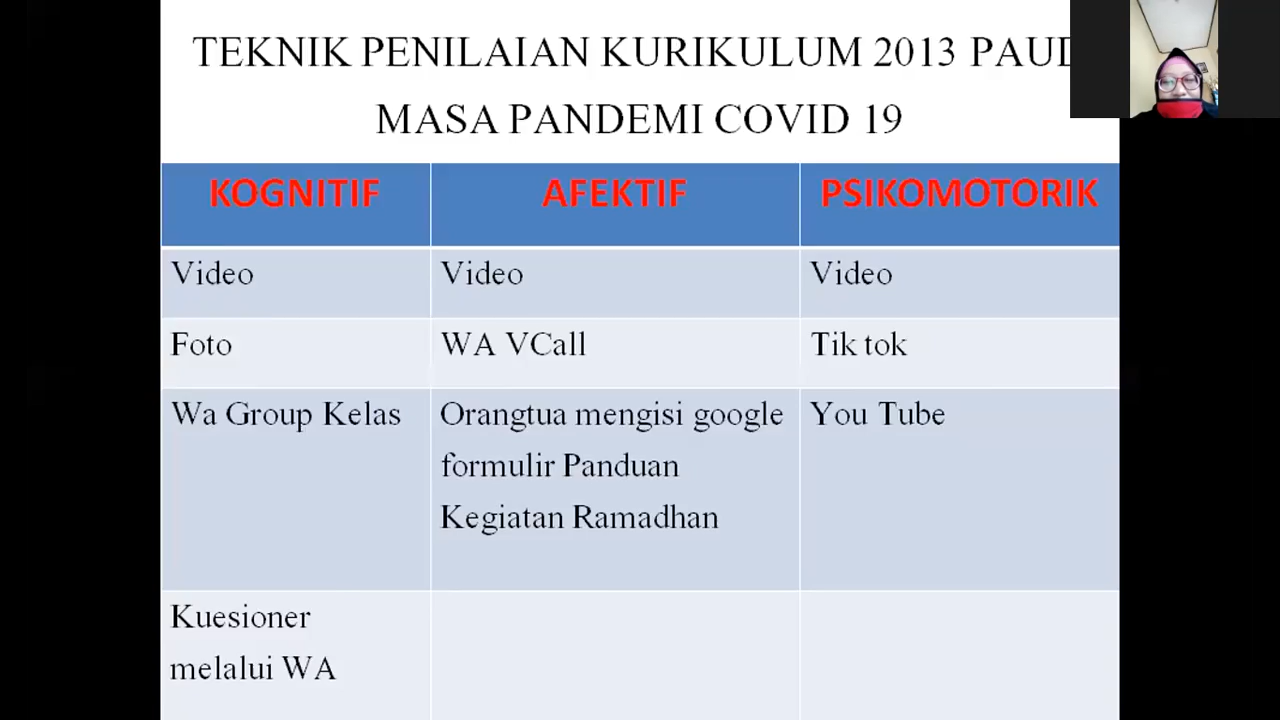 TEKNIK PENILAIAN KURIKULUM 2013 PAUD
MASA PANDEMI COVID 19
KOGNITIF AFEKTIF PSIKOMOTORIK
Video Video Video
Foto WA VCall Tik tok
Wa Group Kelas Orangtua mengisi google You Tube
formulir Panduan
Kegiatan Ramadhan
Kuesioner
melalui WA